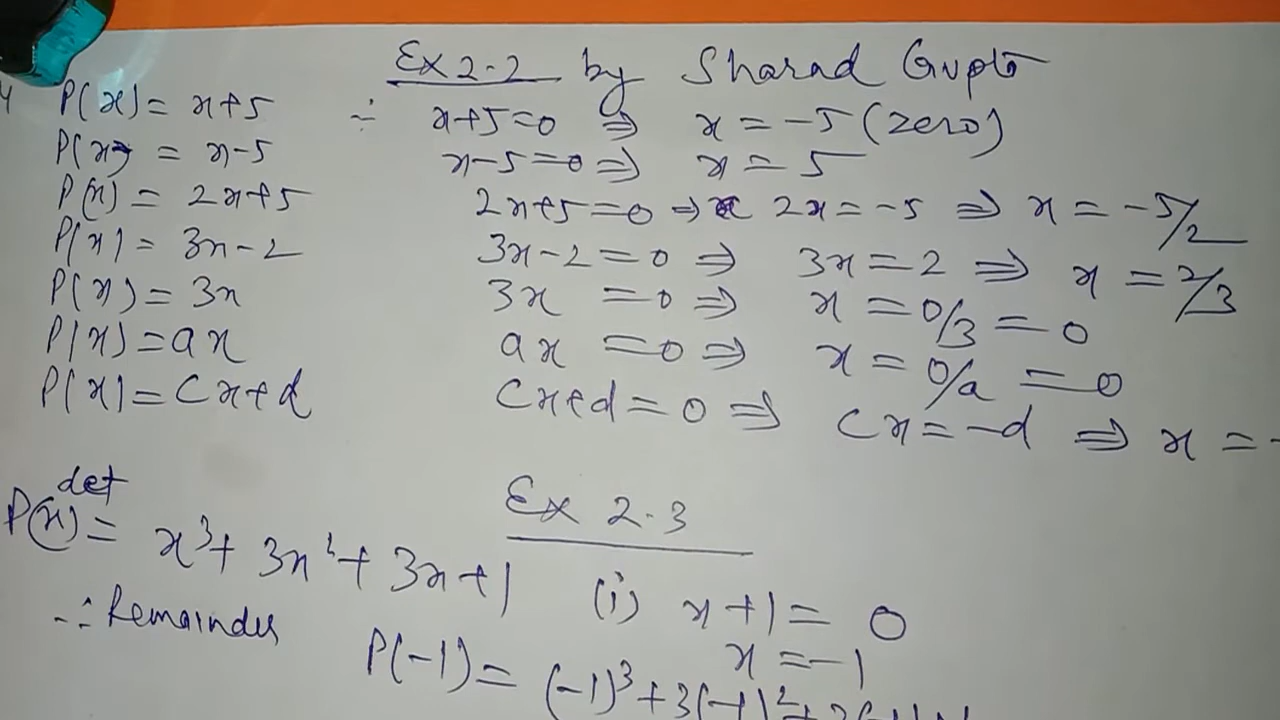 Ex 2.2 by Sharad Gupta
4 P(x) = x+5 ∴ x+5=0 ⇒ x = -5 (zero)
P(x) = x-5 x-5=0 ⇒ x = 5
P(x) = 2x+5 2x+5=0 ⇒ 2x = -5 ⇒ x = -5/2
P(x) = 3x-2 3x-2=0 ⇒ 3x=2 ⇒ x = 2/3
P(x) = 3x 3x =0 ⇒ x = 0/3 = 0
P(x) = ax ax =0 ⇒ x = 0/a = 0
P(x) = Cx+d Cx+d=0 ⇒ Cx=-d ⇒ x = -
det
Ex 2.3
P(x) = x³+ 3x²+ 3x+1 (i) x+1= 0
∴ Remainder x=-1
P(-1) = (-1)³+3(-1)²+